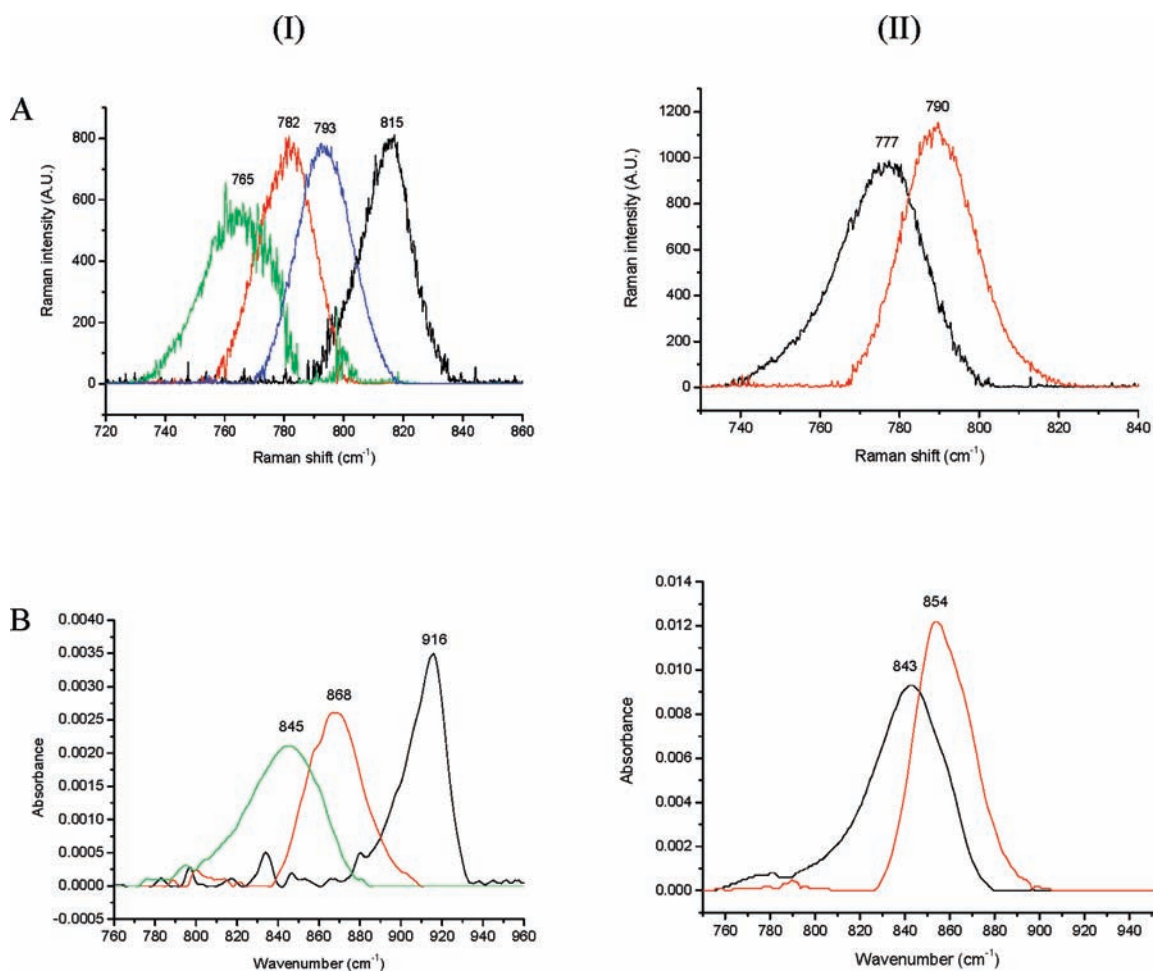 (I)
(II)
A
782
793
815
765
800
600
400
200
0
Raman intensity (A.U.)
720 740 760 780 800 820 840 860
Raman shift (cm⁻¹)
777
790
1200
1000
800
600
400
200
0
Raman intensity (A.U.)
740 760 780 800 820 840
Raman shift (cm⁻¹)
B
916
868
845
0.0040
0.0035
0.0030
0.0025
0.0020
0.0015
0.0010
0.0005
0.0000
-0.0005
Absorbance
760 780 800 820 840 860 880 900 920 940 960
Wavenumber (cm⁻¹)
854
843
0.014
0.012
0.010
0.008
0.006
0.004
0.002
0.000
Absorbance
760 780 800 820 840 860 880 900 920 940
Wavenumber (cm⁻¹)